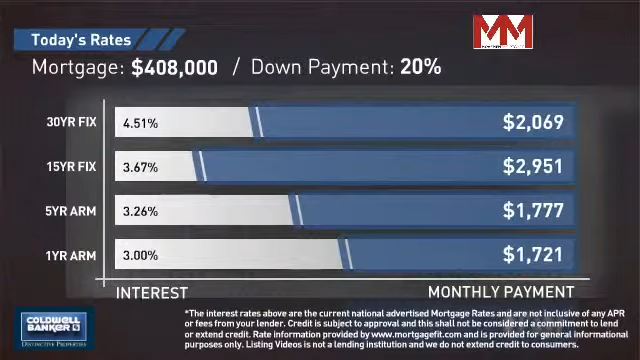 MM
Today's Rates
Mortgage: $408,000 / Down Payment: 20%
30YR FIX 4.51% $2,069
15YR FIX 3.67% $2,951
5YR ARM 3.26% $1,777
1YR ARM 3.00% $1,721
INTEREST MONTHLY PAYMENT
COLDWELL BANKER
DISTINCTIVE PROPERTIES
*The interest rates above are the current national advertised Mortgage Rates and are not inclusive of any APR
or fees from your lender. Credit is subject to approval and this shall not be considered a commitment to lend
or extend credit. Rate information provided by www.mortgagefit.com and is provided for general informational
purposes only. Listing Videos is not a lending institution and we do not extend credit to consumers.